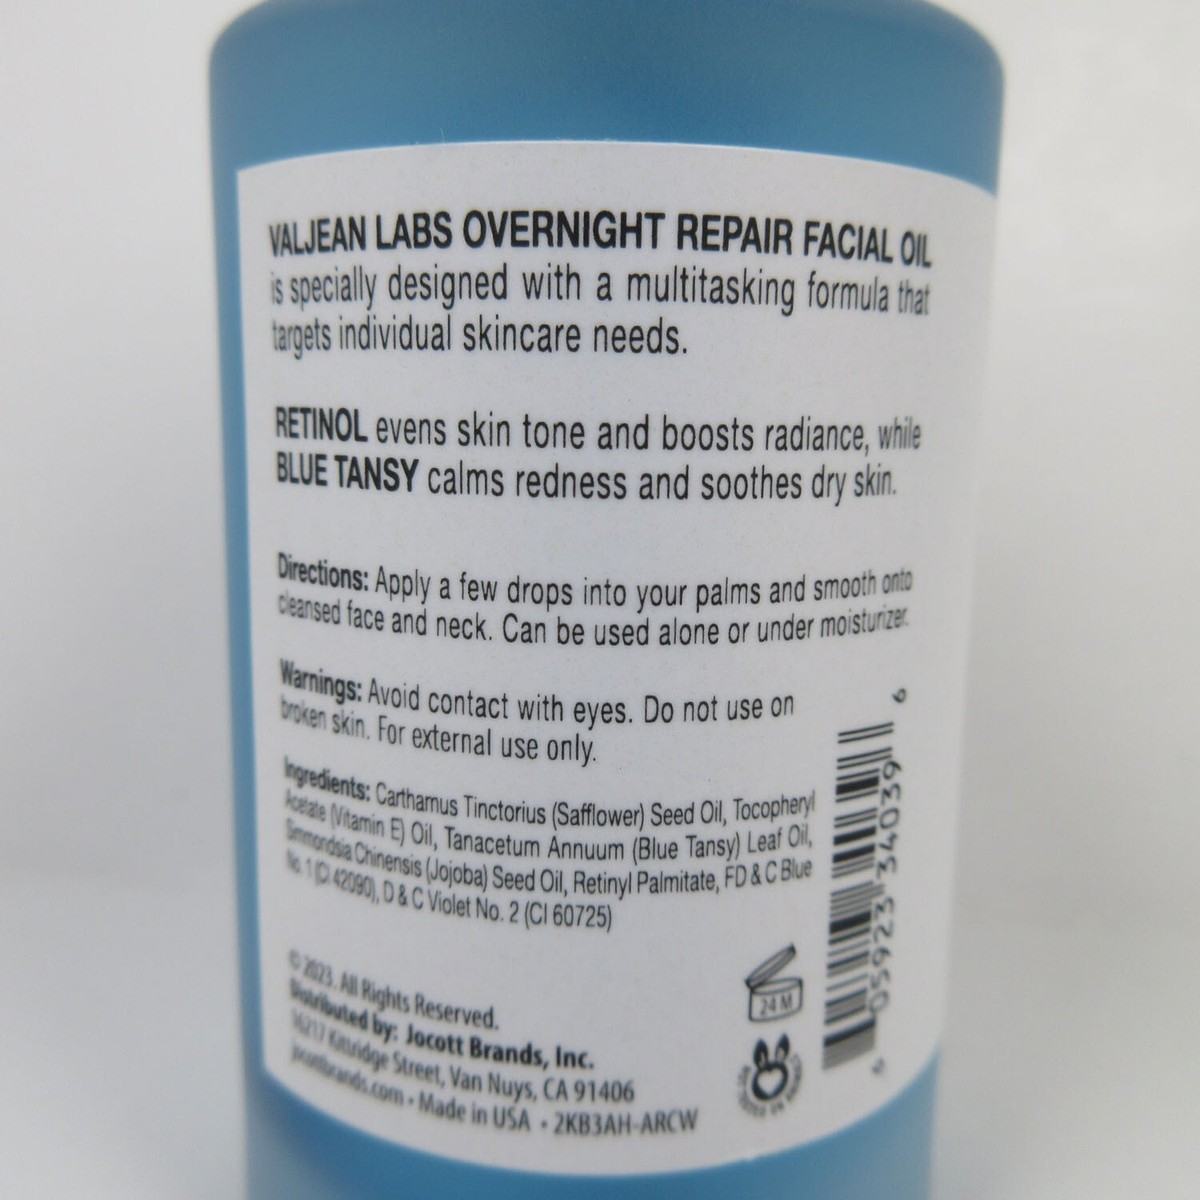 VALJEAN LABS OVERNIGHT REPAIR FACIAL OIL
is specially designed with a multitasking formula that
targets individual skincare needs.
RETINOL evens skin tone and boosts radiance, while
BLUE TANSY calms redness and soothes dry skin.
Directions: Apply a few drops into your palms and smooth onto
cleansed face and neck. Can be used alone or under moisturizer.
Warnings: Avoid contact with eyes. Do not use on
broken skin. For external use only.
Ingredients: Carthamus Tinctorius (Safflower) Seed Oil, Tocopheryl
Acetate (Vitamin E) Oil, Tanacetum Annuum (Blue Tansy) Leaf Oil,
Simmondsia Chinensis (Jojoba) Seed Oil, Retinyl Palmitate, FD & C Blue
No. 1 (CI 42090), D & C Violet No. 2 (CI 60725)
© 2023. All Rights Reserved.
Distributed by: Jocott Brands, Inc.
16217 Kittridge Street, Van Nuys, CA 91406
jocottbrands.com • Made in USA • 2KB3AH-ARCW
24 M
6 05923 34039 6